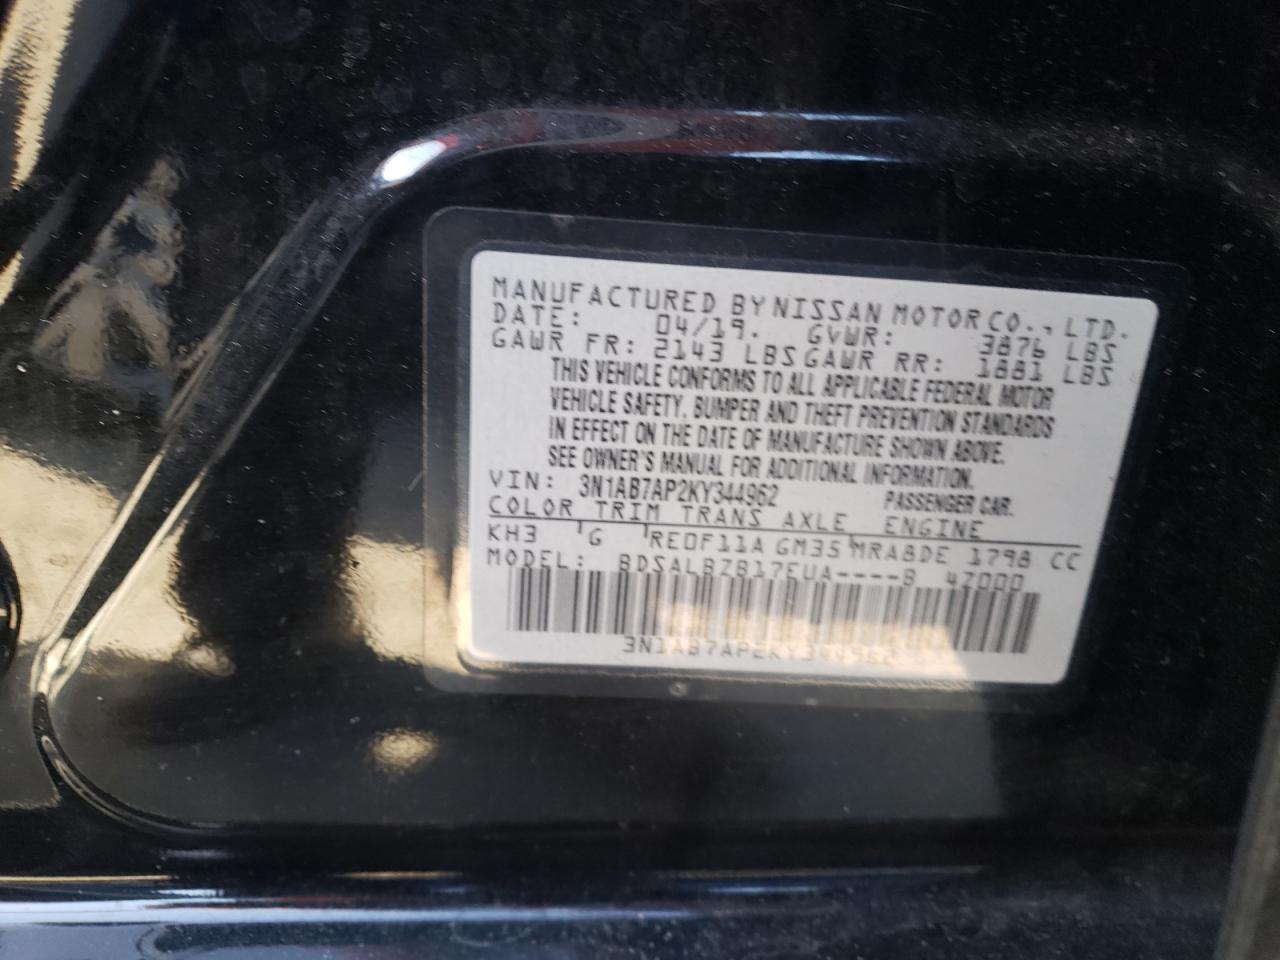 MANUFACTURED BY NISSAN MOTOR CO., LTD.
DATE: 04/19. GVWR: 3876 LBS
GAWR FR: 2143 LBS GAWR RR: 1881 LBS
THIS VEHICLE CONFORMS TO ALL APPLICABLE FEDERAL MOTOR
VEHICLE SAFETY, BUMPER AND THEFT PREVENTION STANDARDS
IN EFFECT ON THE DATE OF MANUFACTURE SHOWN ABOVE.
SEE OWNER'S MANUAL FOR ADDITIONAL INFORMATION.
VIN: 3N1AB7AP2KY344962 PASSENGER CAR.
COLOR TRIM TRANS AXLE ENGINE
KH3 G RE0F11A GM35 MRA8DE 1798 CC
MODEL: BDSALBZB17EUA----B 4Z000
3N1AB7AP2KY344962